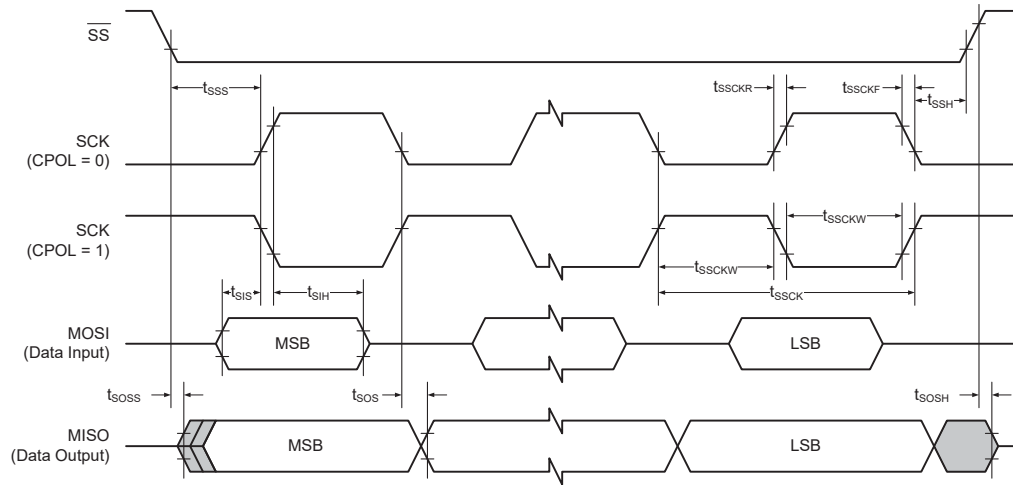 SS
tSSS
tSSCKR
tSSCKF
tSSH
SCK
(CPOL = 0)
SCK
(CPOL = 1)
tSSCKW
tSSCKW
tSSCK
tSIS
tSIH
MOSI
(Data Input)
MSB
LSB
tSOSS
tSOS
tSOSH
MISO
(Data Output)
MSB
LSB